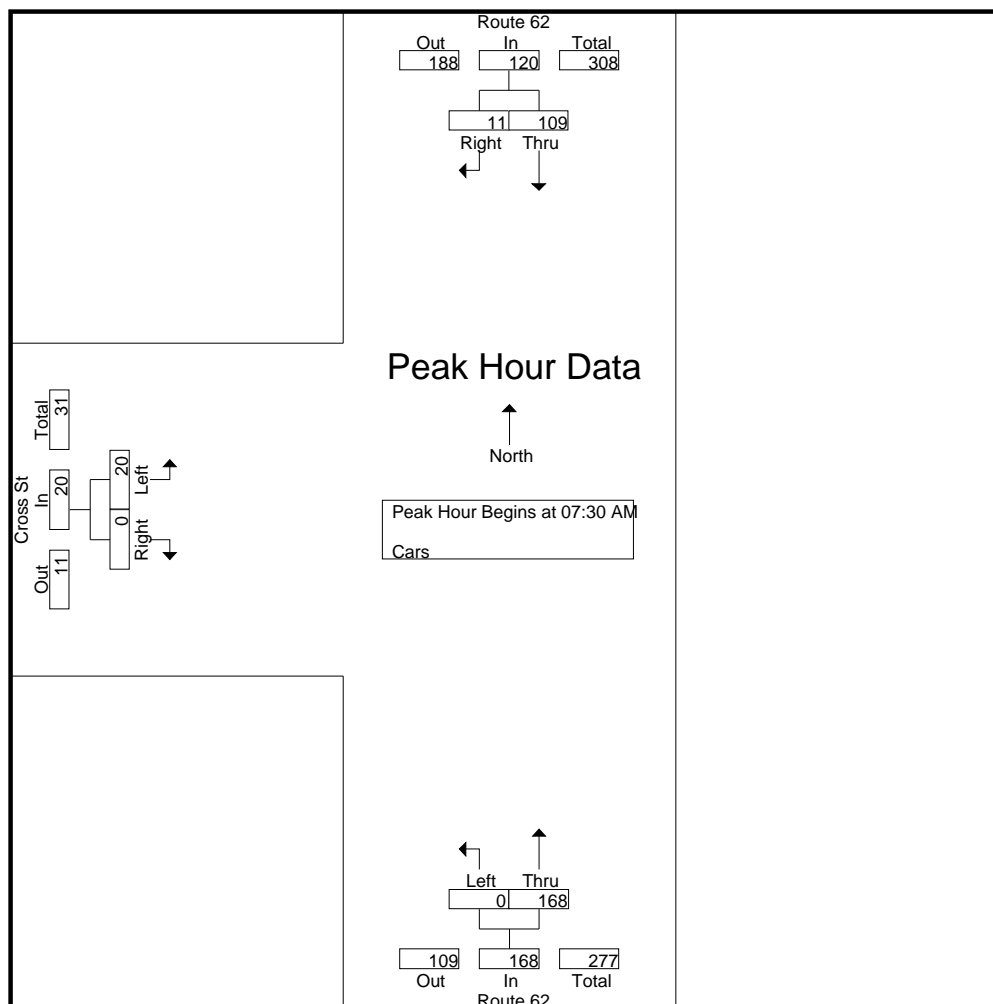 Route 62
Out In Total
188 120 308
11 109
Right Thru
Peak Hour Data
North
Peak Hour Begins at 07:30 AM
Cars
Cross St
Out In Total
11 20 31
Right Left
0 20
Left Thru
0 168
109 168 277
Out In Total
Route 62